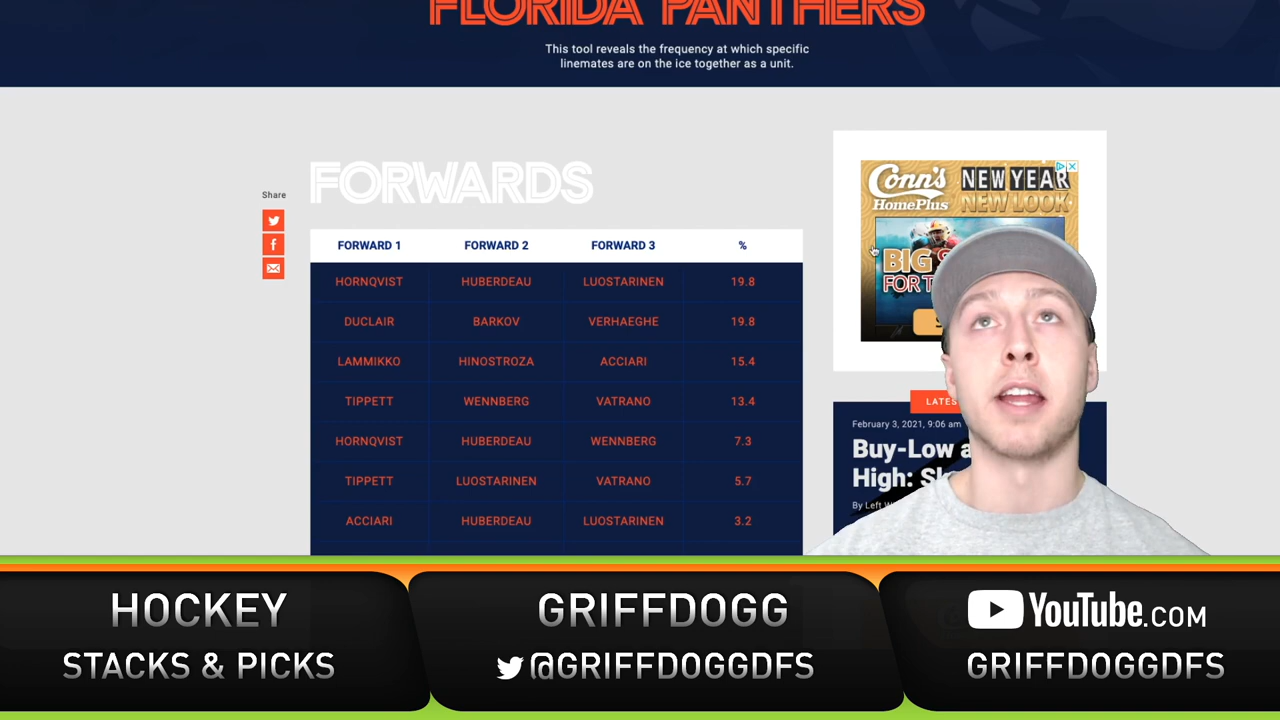 FLORIDA PANTHERS
This tool reveals the frequency at which specific
linemates are on the ice together as a unit.
Share
FORWARDS
FORWARD 1 FORWARD 2 FORWARD 3 %
HORNQVIST HUBERDEAU LUOSTARINEN 19.8
DUCLAIR BARKOV VERHAEGHE 19.8
LAMMIKKO HINOSTROZA ACCIARI 15.4
TIPPETT WENNBERG VATRANO 13.4
HORNQVIST HUBERDEAU WENNBERG 7.3
TIPPETT LUOSTARINEN VATRANO 5.7
ACCIARI HUBERDEAU LUOSTARINEN 3.2
Conn's
HomePlus
NEW YEAR
NEW LOOK
BIG
FOR
February 3, 2021, 9:06 am
Buy-Low
High:
By Left
HOCKEY
STACKS & PICKS
GRIFFDOGG
@GRIFFDOGGDFS
YouTube.COM
GRIFFDOGGDFS